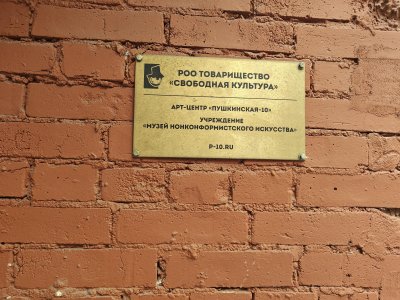 РОО ТОВАРИЩЕСТВО
«СВОБОДНАЯ КУЛЬТУРА»
АРТ-ЦЕНТР «ПУШКИНСКАЯ-10»
УЧРЕЖДЕНИЕ
«МУЗЕЙ НОНКОНФОРМИСТСКОГО ИСКУССТВА»
P-10.RU